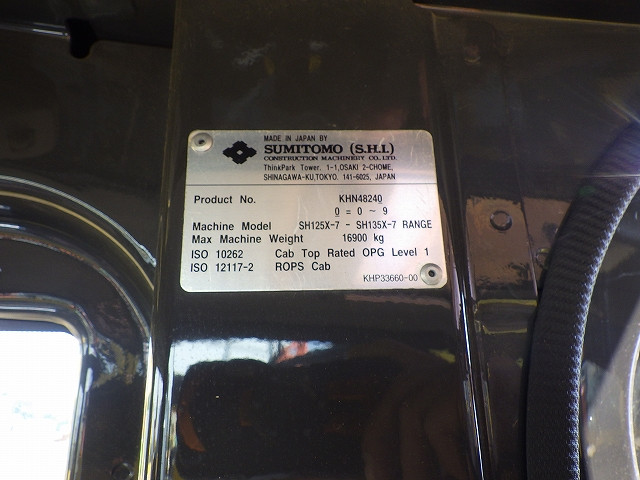 MADE IN JAPAN BY
SUMITOMO (S.H.I.)
CONSTRUCTION MACHINERY CO., LTD.
ThinkPark Tower, 1-1,OSAKI 2-CHOME,
SHINAGAWA-KU,TOKYO, 141-6025, JAPAN
Product No. KHN48240
0 = 0 ~ 9
Machine Model SH125X-7 - SH135X-7 RANGE
Max Machine Weight 16900 kg
ISO 10262 Cab Top Rated OPG Level 1
ISO 12117-2 ROPS Cab
KHP33660-00